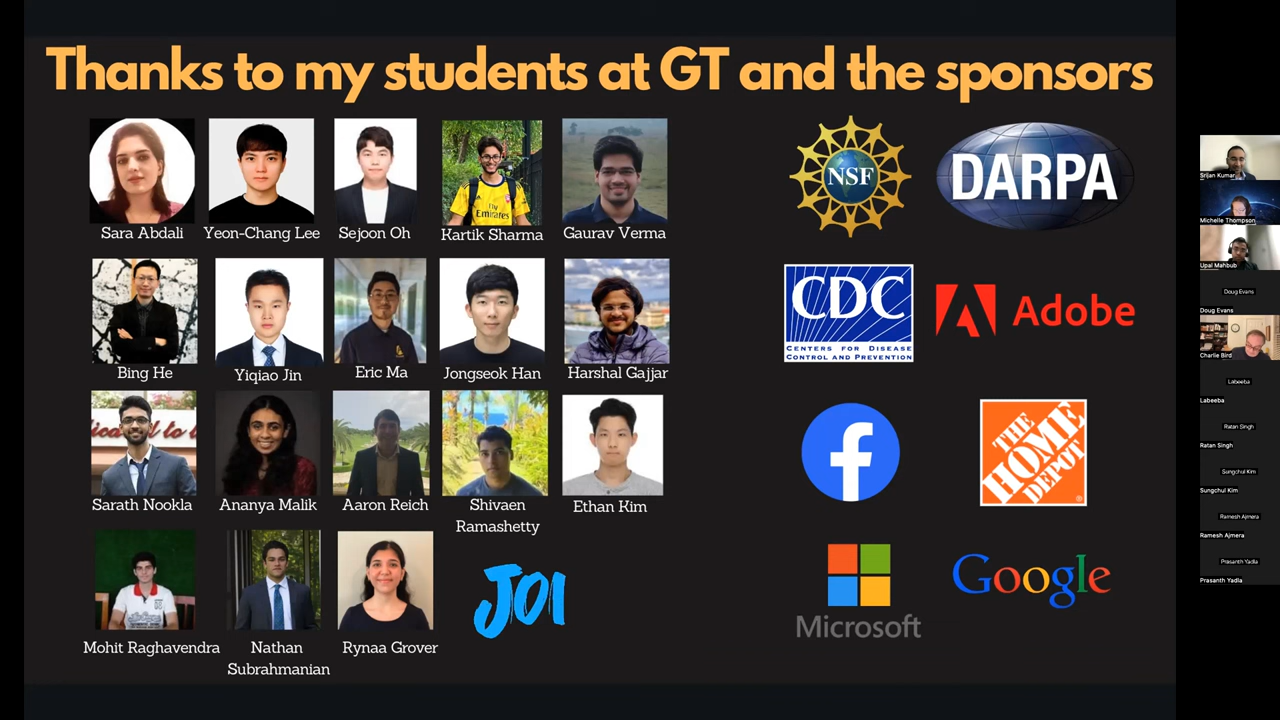 Thanks to my students at GT and the sponsors
Sara Abdali
Yeon-Chang Lee
Sejoon Oh
Kartik Sharma
Gaurav Verma
Fly
Emirates
Bing He
Yiqiao Jin
Eric Ma
Jongseok Han
Harshal Gajjar
Sarath Nookla
Ananya Malik
Aaron Reich
Shivaen
Ramashetty
Ethan Kim
Mohit Raghavendra
Nathan
Subrahmanian
Rynaa Grover
JOI
NSF
DARPA
CDC
CENTERS FOR DISEASE
CONTROL AND PREVENTION
Adobe
f
THE
HOME
DEPOT
Microsoft
Google
Srijan Kumar
Michelle Thompson
Upal Mahbub
Doug Evans
Doug Evans
Charlie Bird
Labeeba
Labeeba
Ratan Singh
Ratan Singh
Sungchul Kim
Sungchul Kim
Ramesh Ajmera
Ramesh Ajmera
Prasanth Yadla
Prasanth Yadla